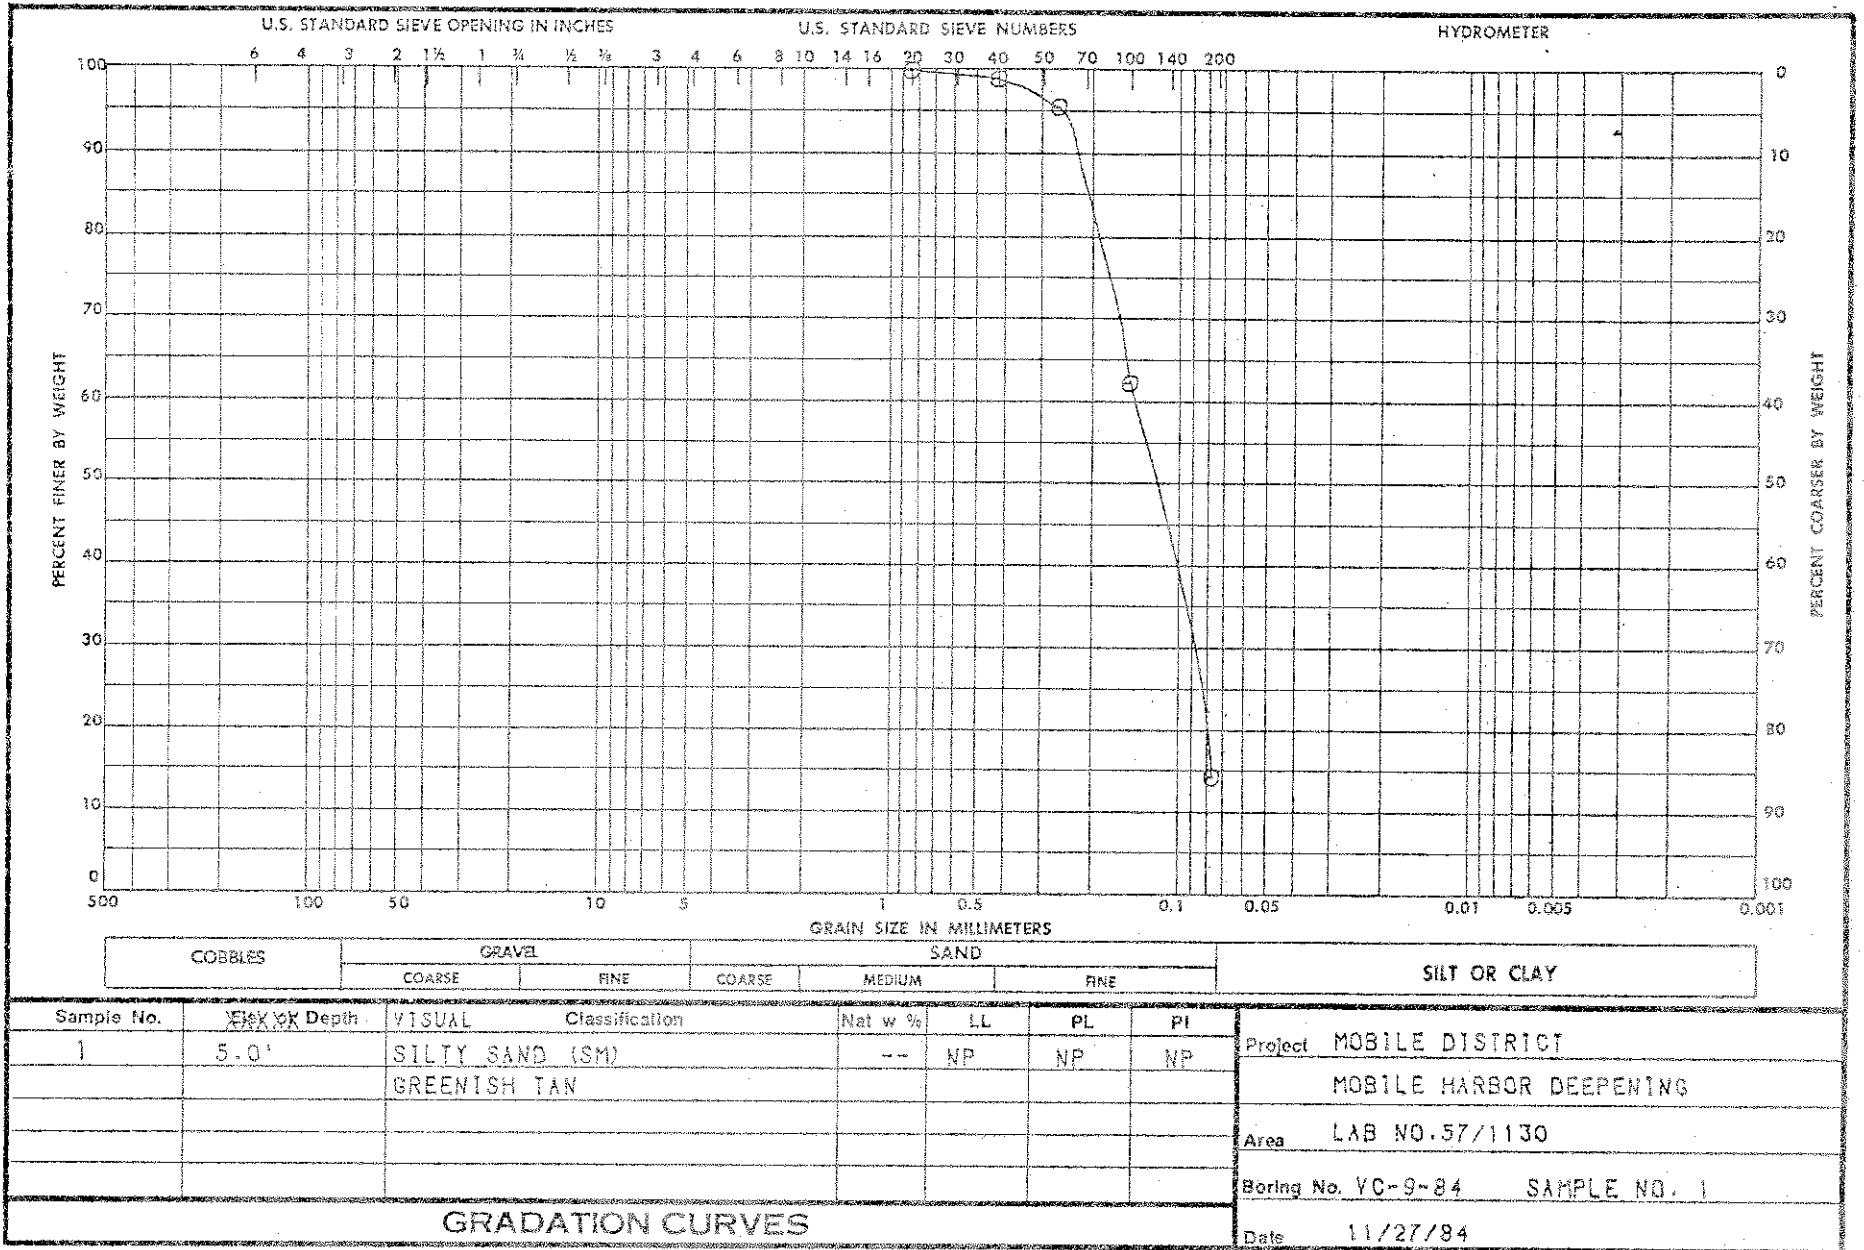 U.S. STANDARD SIEVE OPENING IN INCHES U.S. STANDARD SIEVE NUMBERS HYDROMETER
6 4 3 2 1½ 1 ¾ ½ ⅜ 3 4 6 8 10 14 16 20 30 40 50 70 100 140 200
100 0
90 10
80 20
70 30
60 40
50 50
40 60
30 70
20 80
10 90
0 100
PERCENT FINER BY WEIGHT
PERCENT COARSER BY WEIGHT
500 100 50 10 5 1 0.5 0.1 0.05 0.01 0.005 0.001
GRAIN SIZE IN MILLIMETERS
COBBLES GRAVEL SAND SILT OR CLAY
COARSE FINE COARSE MEDIUM FINE
Sample No. Elev or Depth VISUAL Classification Nat w % LL PL PI
1 5.0' SILTY SAND (SM) -- NP NP NP
GREENISH TAN
Project MOBILE DISTRICT
MOBILE HARBOR DEEPENING
Area LAB NO.57/1130
Boring No. VC-9-84 SAMPLE NO. 1
Date 11/27/84
GRADATION CURVES